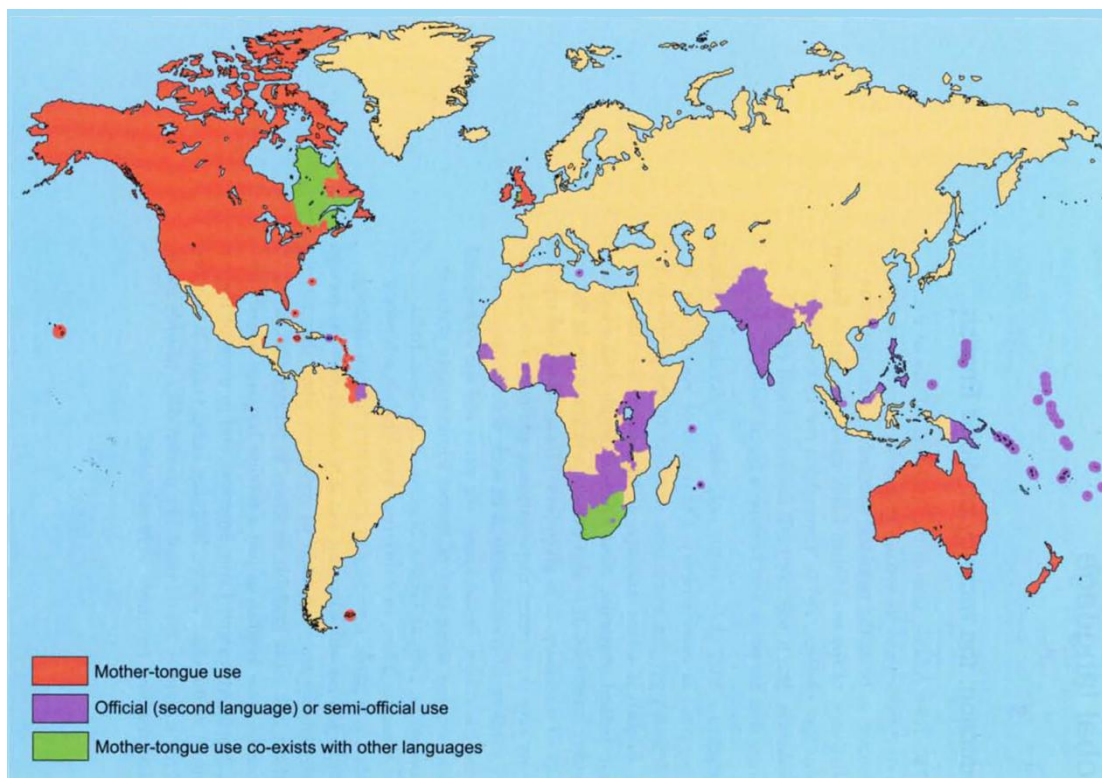 Mother-tongue use
Official (second language) or semi-official use
Mother-tongue use co-exists with other languages